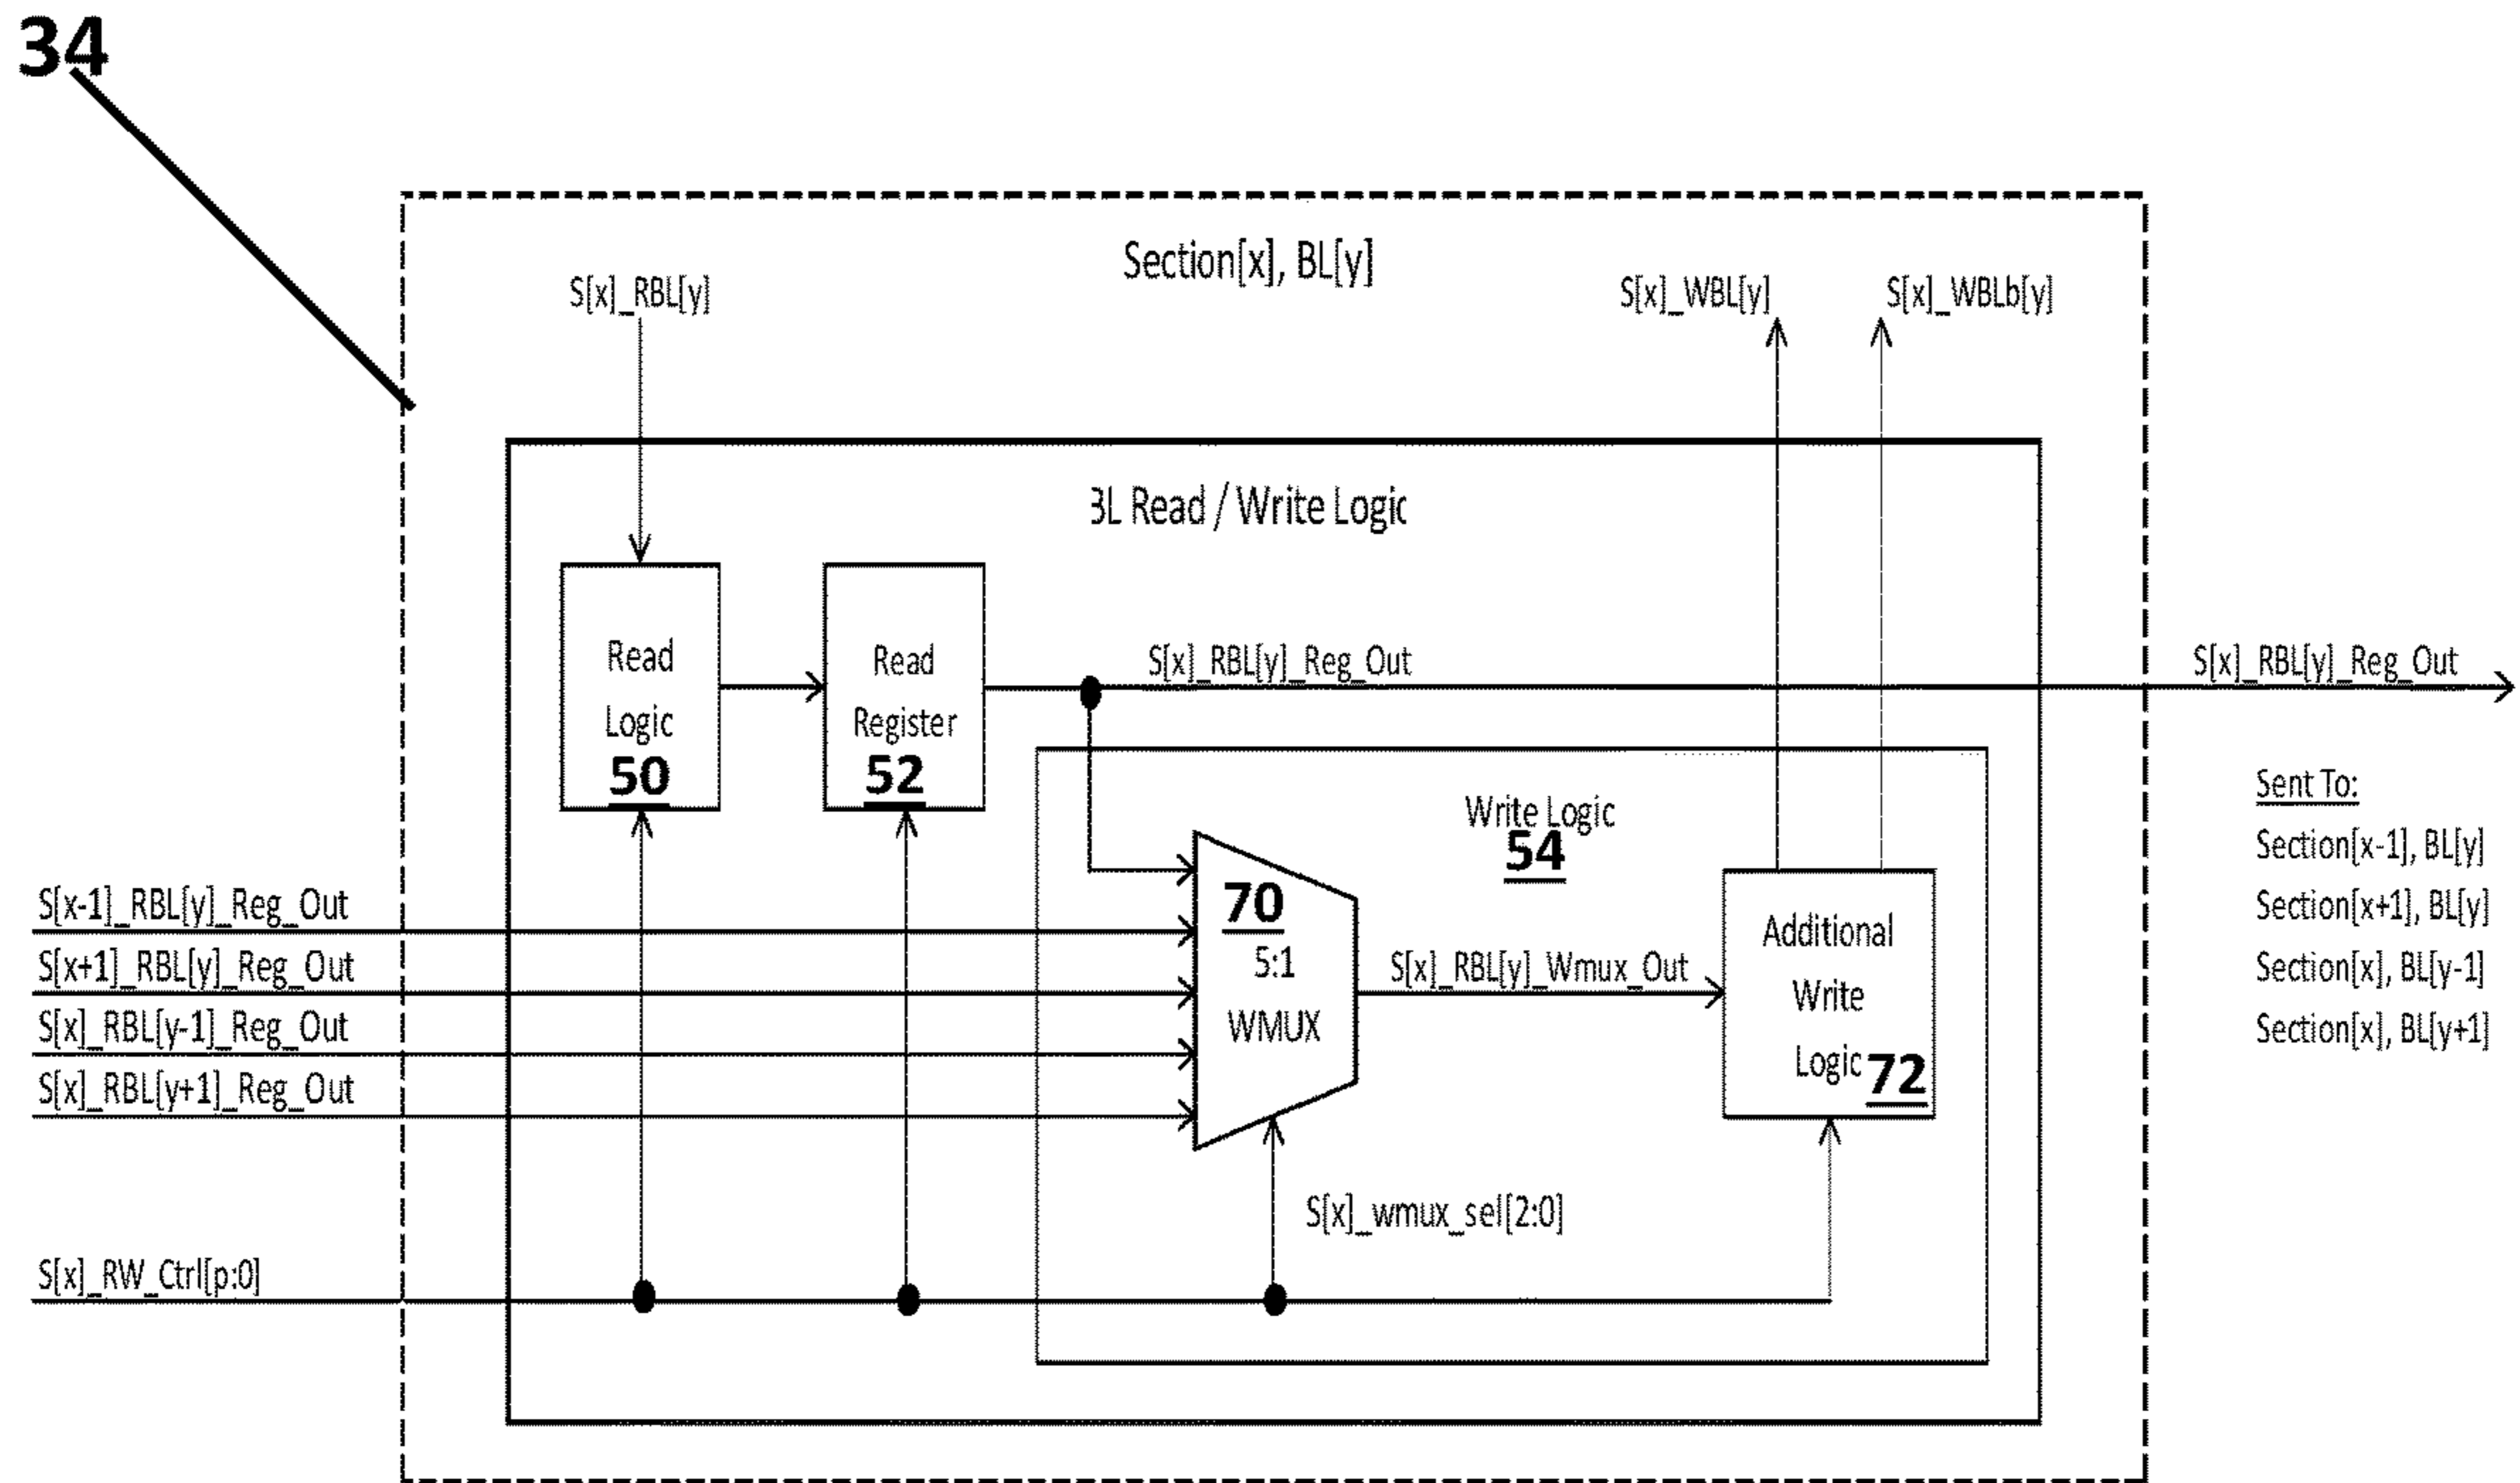 34
Section[x], BL[y]
S[x]_RBL[y]
S[x]_WBL[y]
S[x]_WBLb[y]
BL Read / Write Logic
Read
Logic
50
Read
Register
52
S[x]_RBL[y]_Reg_Out
S[x]_RBL[y]_Reg_Out
Sent To:
Section[x-1], BL[y]
Section[x+1], BL[y]
Section[x], BL[y-1]
Section[x], BL[y+1]
Write Logic
54
S[x-1]_RBL[y]_Reg_Out
S[x+1]_RBL[y]_Reg_Out
S[x]_RBL[y-1]_Reg_Out
S[x]_RBL[y+1]_Reg_Out
70
5:1
WMUX
S[x]_RBL[y]_Wmux_Out
Additional
Write
Logic 72
S[x]_wmux_sel[2:0]
S[x]_RW_Ctrl[p:0]